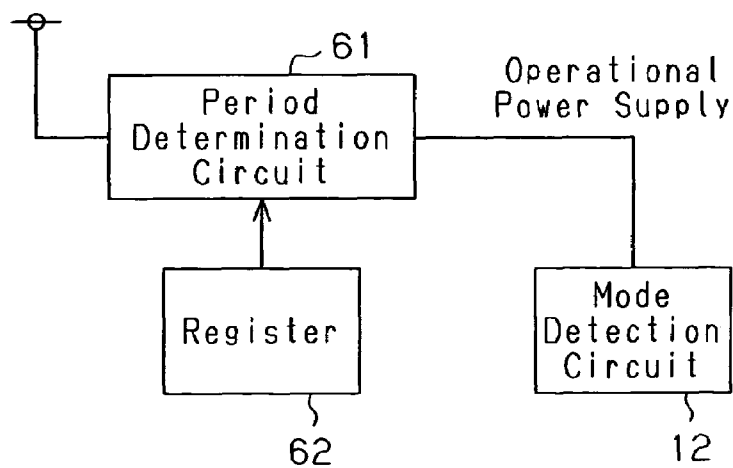 61
Period
Determination
Circuit
Operational
Power Supply
Register
Mode
Detection
Circuit
62
12